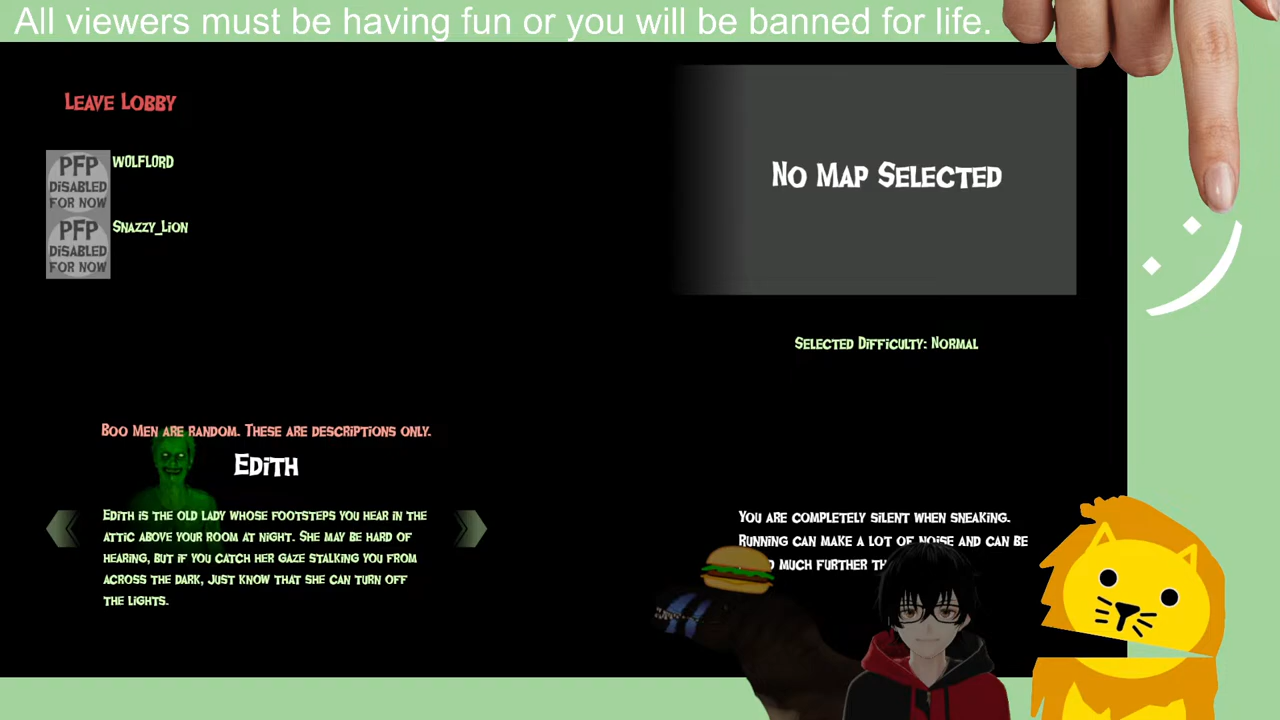 All viewers must be having fun or you will be banned for life.
Leave Lobby
PFP
Disabled
for now
W0LFL0RD
PFP
Disabled
for now
Snazzy_Lion
No Map Selected
Selected Difficulty: Normal
Boo Men are random. These are descriptions only.
Edith
Edith is the old lady whose footsteps you hear in the
attic above your room at night. She may be hard of
hearing, but if you catch her gaze stalking you from
across the dark, just know that she can turn off
the lights.
You are completely silent when sneaking.
Running can make a lot of noise and can be
much further